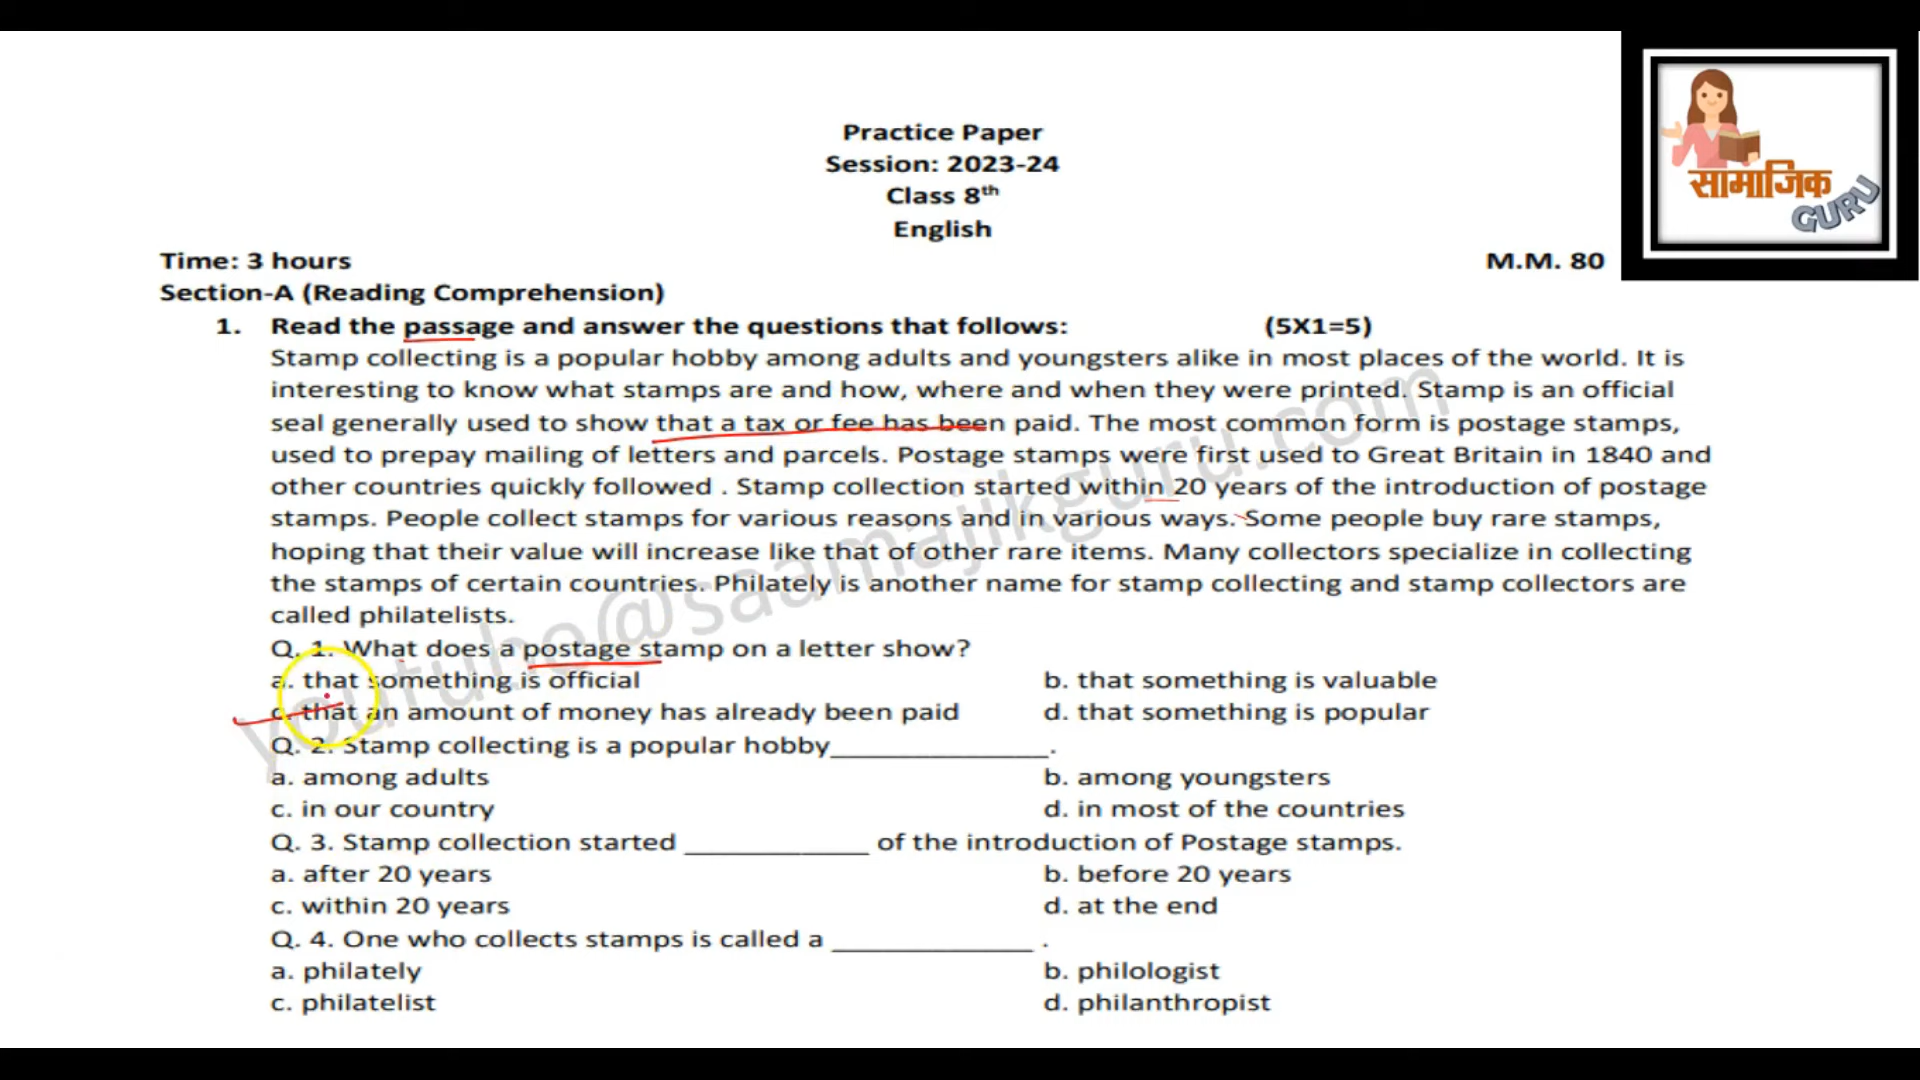 Practice Paper
Session: 2023-24
Class 8th
English
सामाजिक
GURU
Time: 3 hours M.M. 80
Section-A (Reading Comprehension)
1. Read the passage and answer the questions that follows: (5X1=5)
Stamp collecting is a popular hobby among adults and youngsters alike in most places of the world. It is
interesting to know what stamps are and how, where and when they were printed. Stamp is an official
seal generally used to show that a tax or fee has been paid. The most common form is postage stamps,
used to prepay mailing of letters and parcels. Postage stamps were first used to Great Britain in 1840 and
other countries quickly followed . Stamp collection started within 20 years of the introduction of postage
stamps. People collect stamps for various reasons and in various ways. Some people buy rare stamps,
hoping that their value will increase like that of other rare items. Many collectors specialize in collecting
the stamps of certain countries. Philately is another name for stamp collecting and stamp collectors are
called philatelists.
Q. 1. What does a postage stamp on a letter show?
a. that something is official b. that something is valuable
c. that an amount of money has already been paid d. that something is popular
Q. 2. Stamp collecting is a popular hobby_______________.
a. among adults b. among youngsters
c. in our country d. in most of the countries
Q. 3. Stamp collection started _____________ of the introduction of Postage stamps.
a. after 20 years b. before 20 years
c. within 20 years d. at the end
Q. 4. One who collects stamps is called a ______________ .
a. philately b. philologist
c. philatelist d. philanthropist
youtube@saamajikguru.com